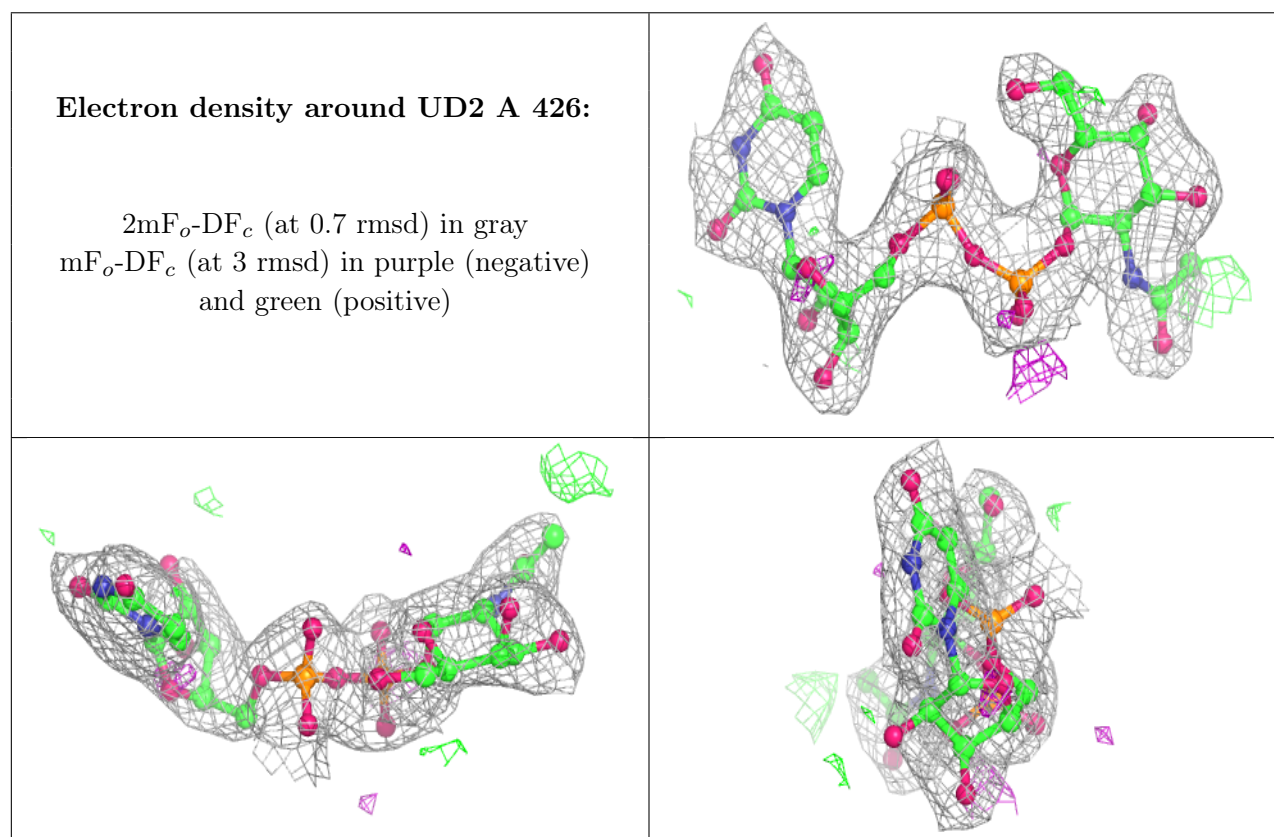 Electron density around UD2 A 426:
2mFo-DFc (at 0.7 rmsd) in gray
mFo-DFc (at 3 rmsd) in purple (negative)
and green (positive)